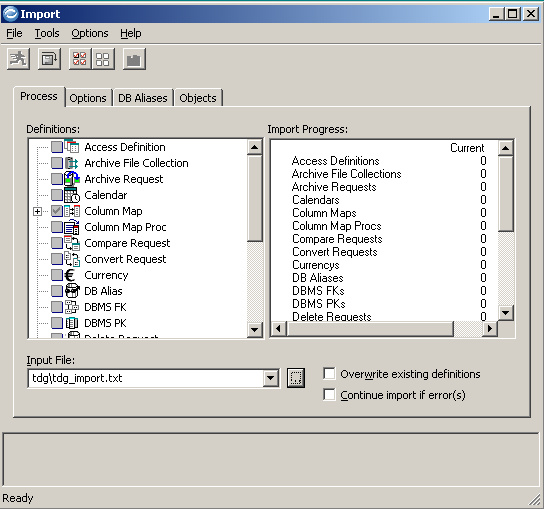 Import
File Tools Options Help
Process Options DB Aliases Objects
Definitions: Import Progress:
Current
Access Definition
Archive File Collection
Archive Request
Calendar
Column Map
Column Map Proc
Compare Request
Convert Request
Currency
DB Alias
DBMS FK
DBMS PK
Delete Request
Access Definitions 0
Archive File Collections 0
Archive Requests 0
Calendars 0
Column Maps 0
Column Map Procs 0
Compare Requests 0
Convert Requests 0
Currencys 0
DB Aliases 0
DBMS FKs 0
DBMS PKs 0
Delete Requests 0
Input File:
tdg\tdg_import.txt
...
Overwrite existing definitions
Continue import if error(s)
Ready